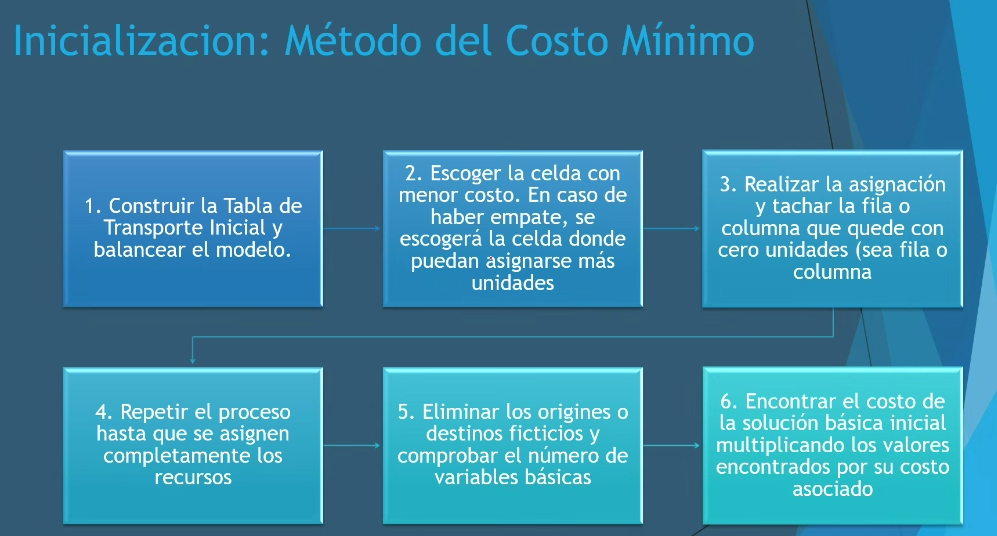 Inicializacion: Método del Costo Mínimo
1. Construir la Tabla de
Transporte Inicial y
balancear el modelo.
2. Escoger la celda con
menor costo. En caso de
haber empate, se
escogerá la celda donde
puedan asignarse más
unidades
3. Realizar la asignación
y tachar la fila o
columna que quede con
cero unidades (sea fila o
columna
4. Repetir el proceso
hasta que se asignen
completamente los
recursos
5. Eliminar los origines o
destinos ficticios y
comprobar el número de
variables básicas
6. Encontrar el costo de
la solución básica inicial
multiplicando los valores
encontrados por su costo
asociado